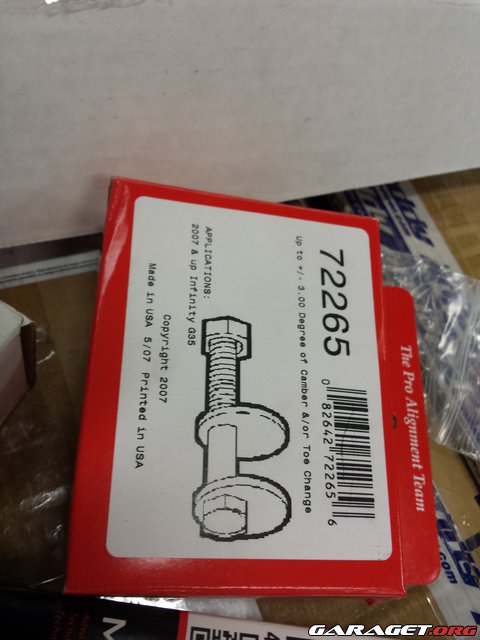 72265
up to +/- 3.00 Degree of Camber &/or Toe Change
0 82642 72265 6
APPLICATIONS:
2007 & up Infinity G35
Copyright 2007
Made in USA 5/07 Printed in USA
The Pro Alignment Team
.com
GARAGET.ORG